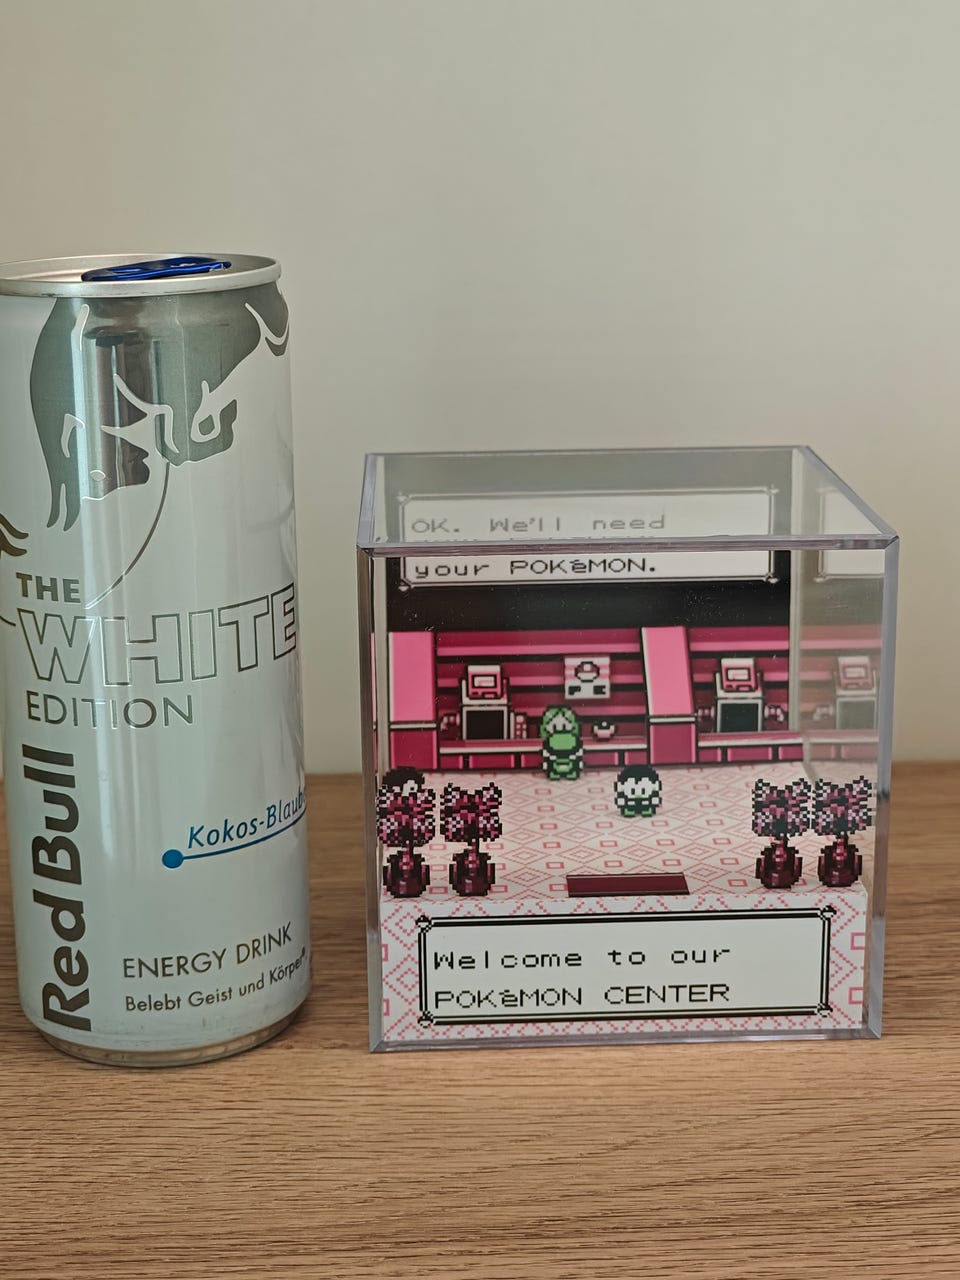 THE
WHITE
EDITION
Red Bull
Kokos-Blaub
ENERGY DRINK
Belebt Geist und Körper®
OK. We'll need
your POKéMON.
Welcome to our
POKéMON CENTER